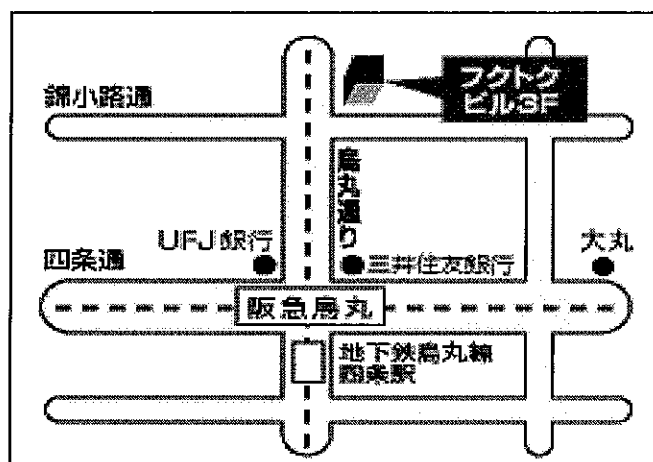 フクトク
ビル3F
錦小路通
烏丸通り
UFJ銀行
四条通
三井住友銀行
大丸
阪急烏丸
地下鉄烏丸線
四条駅